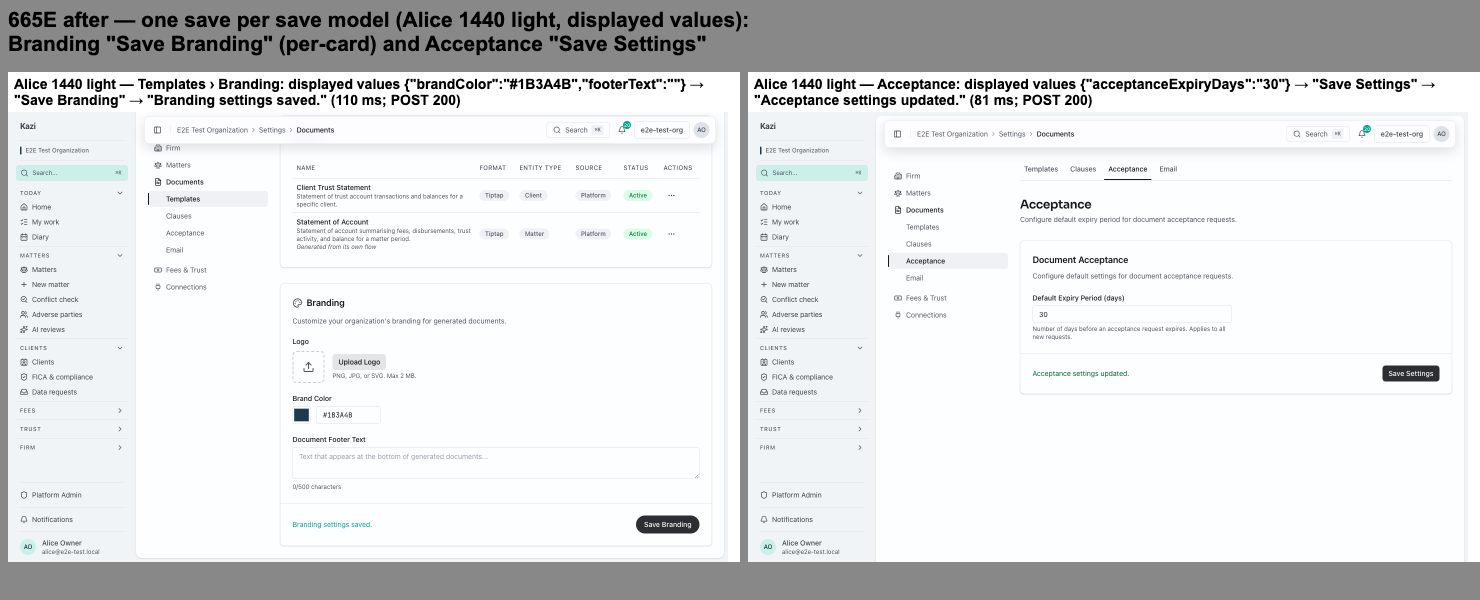 665E after — one save per save model (Alice 1440 light, displayed values):
Branding "Save Branding" (per-card) and Acceptance "Save Settings"
Alice 1440 light — Templates › Branding: displayed values {"brandColor":"#1B3A4B","footerText":""} →
"Save Branding" → "Branding settings saved." (110 ms; POST 200)
Kazi
E2E Test Organization
Search... ⌘K
TODAY
Home
My work
Diary
MATTERS
Matters
New matter
Conflict check
Adverse parties
AI reviews
CLIENTS
Clients
FICA & compliance
Data requests
FEES
TRUST
FIRM
Platform Admin
Notifications
AO Alice Owner
alice@e2e-test.local
E2E Test Organization > Settings > Documents
Search ⌘K
e2e-test-org AO
Firm
Matters
Documents
Templates
Clauses
Acceptance
Email
Fees & Trust
Connections
NAME FORMAT ENTITY TYPE SOURCE STATUS ACTIONS
Client Trust Statement
Statement of trust account transactions and balances for a
specific client.
Tiptap Client Platform Active ...
Statement of Account
Statement of account summarising fees, disbursements, trust
activity, and balance for a matter period.
Generated from its own flow
Tiptap Matter Platform Active ...
Branding
Customize your organization's branding for generated documents.
Logo
Upload Logo
PNG, JPG, or SVG. Max 2 MB.
Brand Color
#1B3A4B
Document Footer Text
Text that appears at the bottom of generated documents...
0/500 characters
Branding settings saved.
Save Branding
Alice 1440 light — Acceptance: displayed values {"acceptanceExpiryDays":"30"} → "Save Settings" →
"Acceptance settings updated." (81 ms; POST 200)
Kazi
E2E Test Organization
Search... ⌘K
TODAY
Home
My work
Diary
MATTERS
Matters
New matter
Conflict check
Adverse parties
AI reviews
CLIENTS
Clients
FICA & compliance
Data requests
FEES
TRUST
FIRM
Platform Admin
Notifications
AO Alice Owner
alice@e2e-test.local
E2E Test Organization > Settings > Documents
Search ⌘K
e2e-test-org AO
Firm
Matters
Documents
Templates
Clauses
Acceptance
Email
Fees & Trust
Connections
Templates Clauses Acceptance Email
Acceptance
Configure default expiry period for document acceptance requests.
Document Acceptance
Configure default settings for document acceptance requests.
Default Expiry Period (days)
30
Number of days before an acceptance request expires. Applies to all
new requests.
Acceptance settings updated.
Save Settings